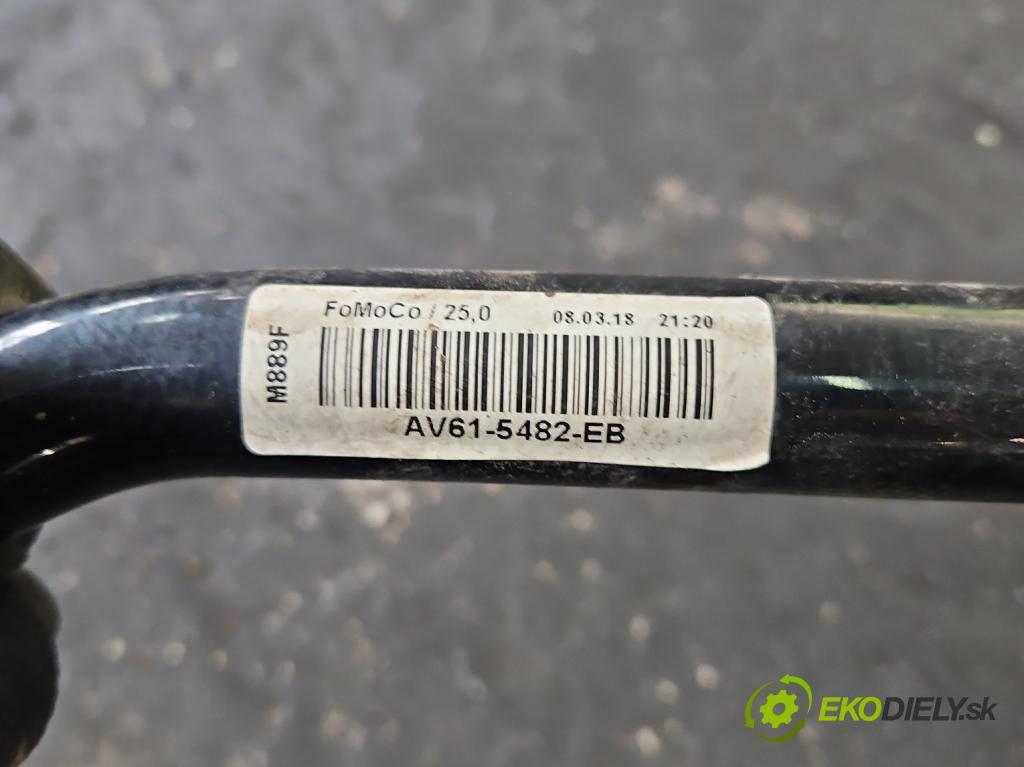 FoMoCo / 25,0 08.03.18 21:20
M889F
AV61-5482-EB
EKODIELY.sk